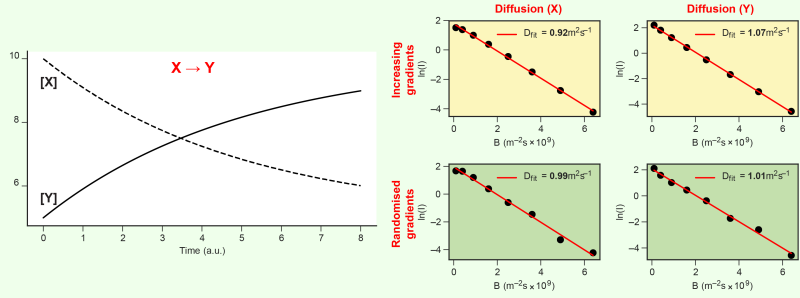 X → Y
[X]
[Y]
10
8
6
0 1 2 3 4 5 6 7 8
Time (a.u.)
Diffusion (X)
Diffusion (Y)
Increasing
gradients
Randomised
gradients
ln(I)
2
0
−2
−4
D_fit = 0.92m²s⁻¹
0 2 4 6
B (m⁻²s × 10⁹)
ln(I)
2
0
−2
−4
D_fit = 1.07m²s⁻¹
0 2 4 6
B (m⁻²s × 10⁹)
ln(I)
2
0
−2
−4
D_fit = 0.99m²s⁻¹
0 2 4 6
B (m⁻²s × 10⁹)
ln(I)
2
0
−2
−4
D_fit = 1.01m²s⁻¹
0 2 4 6
B (m⁻²s × 10⁹)